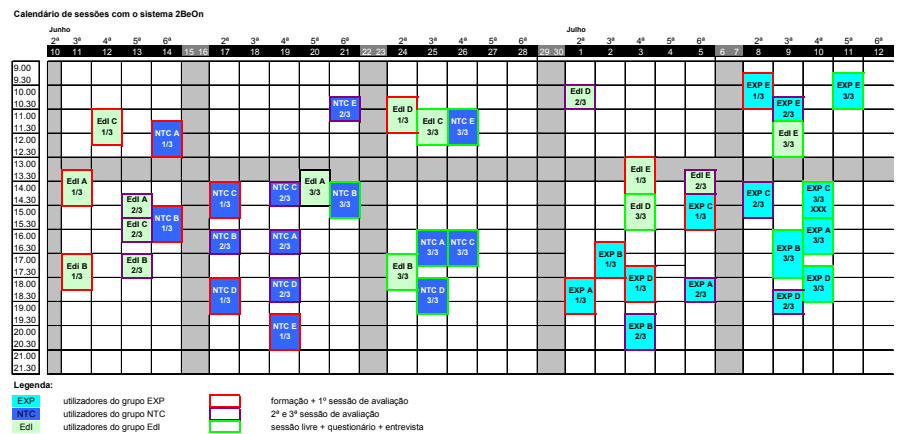 Calendário de sessões com o sistema 2BeOn
Junho Julho
2ª 3ª 4ª 5ª 6ª 2ª 3ª 4ª 5ª 6ª 2ª 3ª 4ª 5ª 6ª 2ª 3ª 4ª 5ª 6ª 2ª 3ª 4ª 5ª 6ª
10 11 12 13 14 15 16 17 18 19 20 21 22 23 24 25 26 27 28 29 30 1 2 3 4 5 6 7 8 9 10 11 12
9.00
9.30
10.00
10.30
11.00
11.30
12.00
12.30
13.00
13.30
14.00
14.30
15.00
15.30
16.00
16.30
17.00
17.30
18.00
18.30
19.00
19.30
20.00
20.30
21.00
21.30
EdI A
1/3
EdI B
1/3
EdI C
1/3
EdI A
2/3
EdI C
2/3
EdI B
2/3
NTC A
1/3
NTC B
1/3
NTC C
1/3
NTC B
2/3
NTC D
1/3
NTC C
2/3
NTC A
2/3
NTC D
2/3
NTC E
1/3
EdI A
3/3
NTC E
2/3
NTC B
3/3
EdI D
1/3
EdI B
3/3
EdI C
3/3
NTC A
3/3
NTC D
3/3
NTC E
3/3
NTC C
3/3
EdI D
2/3
EXP A
1/3
EXP B
1/3
EdI E
1/3
EdI D
3/3
EXP D
1/3
EXP B
2/3
EdI E
2/3
EXP C
1/3
EXP A
2/3
EXP E
1/3
EXP C
2/3
EXP E
2/3
EdI E
3/3
EXP B
3/3
EXP D
2/3
EXP C
3/3
XXX
EXP A
3/3
EXP D
3/3
EXP E
3/3
Legenda:
EXP utilizadores do grupo EXP formação + 1º sessão de avaliação
NTC utilizadores do grupo NTC 2ª e 3ª sessão de avaliação
EdI utilizadores do grupo EdI sessão livre + questionário + entrevista